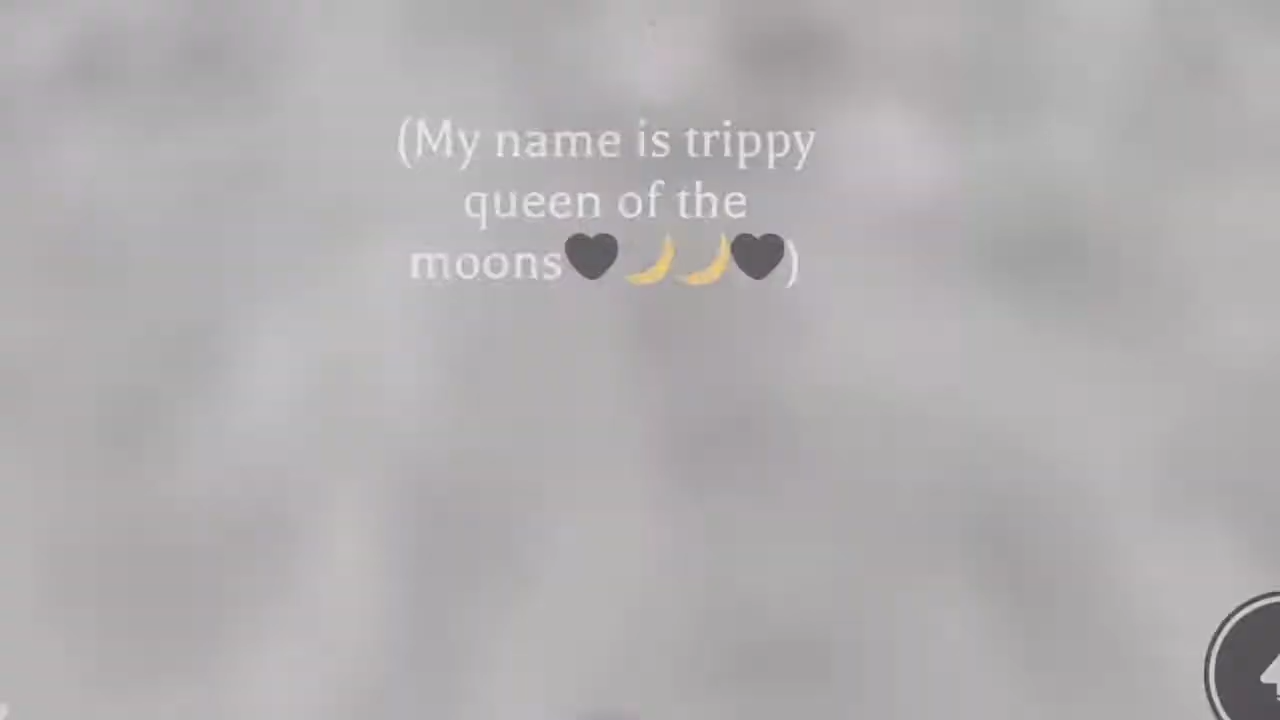 (My name is trippy
queen of the
moons🖤🌙🌙🖤)